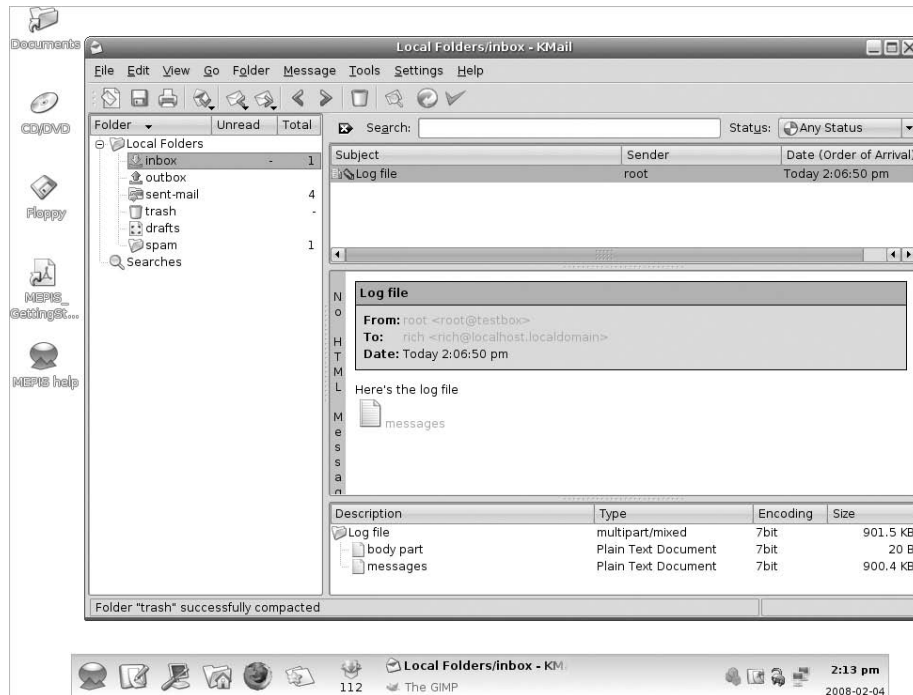 Documents
CD/DVD
Floppy
MEPIS_
GettingSt...
MEPIS help
Local Folders/inbox - KMail
File Edit View Go Folder Message Tools Settings Help
Folder Unread Total
Local Folders
inbox - 1
outbox
sent-mail 4
trash -
drafts
spam 1
Searches
Search: Status: Any Status
Subject Sender Date (Order of Arrival)
Log file root Today 2:06:50 pm
No HTML Messag
Log file
From: root <root@testbox>
To: rich <rich@localhost.localdomain>
Date: Today 2:06:50 pm
Here's the log file
messages
Description Type Encoding Size
Log file multipart/mixed 7bit 901.5 KB
body part Plain Text Document 7bit 20 B
messages Plain Text Document 7bit 900.4 KB
Folder "trash" successfully compacted
112
Local Folders/inbox - KMa
The GIMP
2:13 pm
2008-02-04